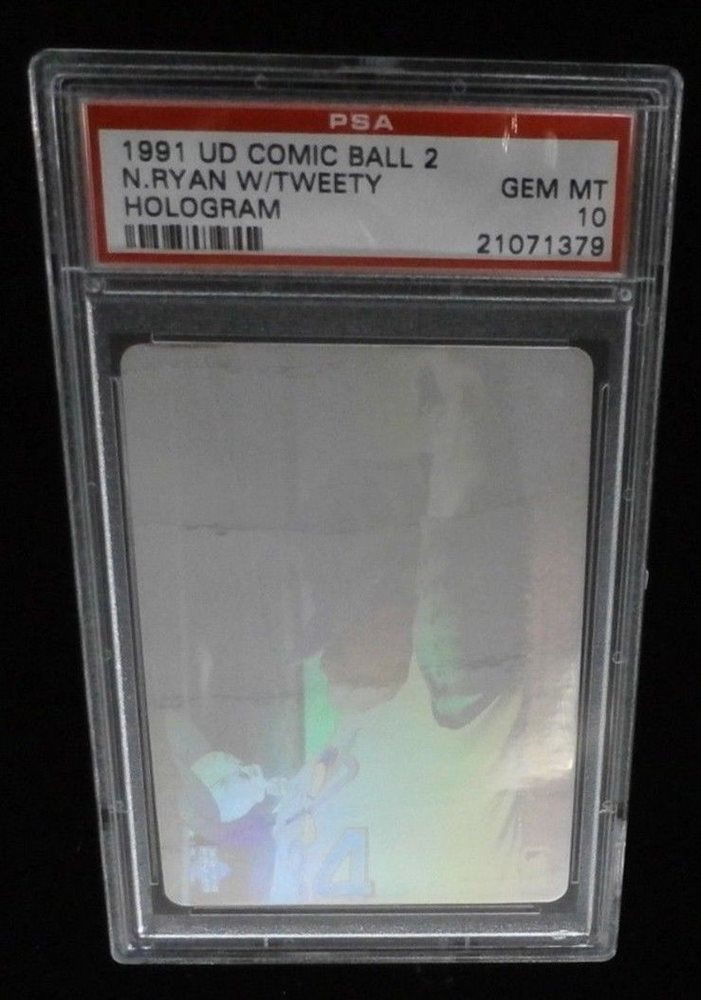 PSA
1991 UD COMIC BALL 2
N.RYAN W/TWEETY
GEM MT
HOLOGRAM
10
21071379